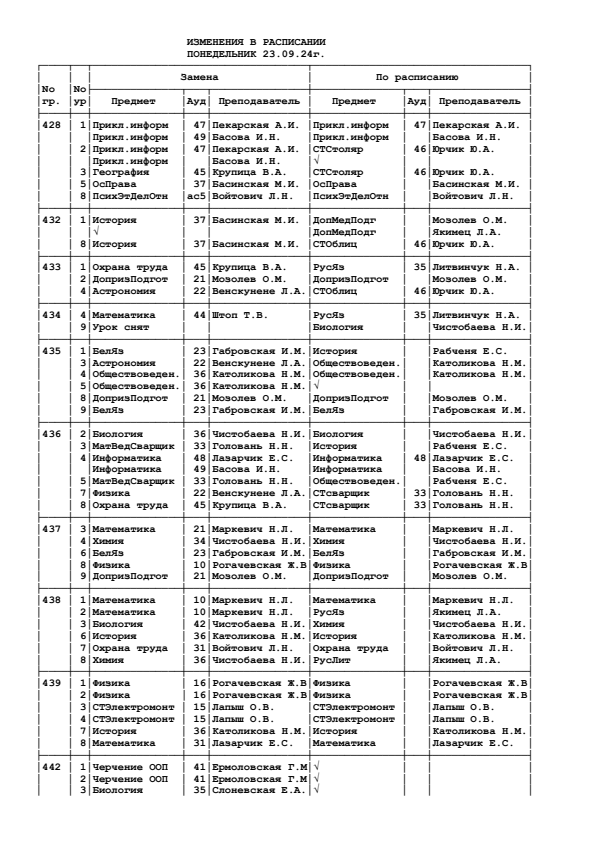 ИЗМЕНЕНИЯ В РАСПИСАНИИ
ПОНЕДЕЛЬНИК 23.09.24г.
Замена По расписанию
No No
гр. ур Предмет Ауд Преподаватель Предмет Ауд Преподаватель
428 1 Прикл.информ 47 Пекарская А.И. Прикл.информ 47 Пекарская А.И.
Прикл.информ 49 Басова И.Н. Прикл.информ Басова И.Н.
2 Прикл.информ 47 Пекарская А.И. СТСтоляр 46 Юрчик Ю.А.
Прикл.информ Басова И.Н. √
3 География 45 Крупица В.А. СТСтоляр 46 Юрчик Ю.А.
5 ОсПрава 37 Басинская М.И. ОсПрава Басинская М.И.
8 ПсихЭтДелОтн ас5 Войтович Л.Н. ПсихЭтДелОтн Войтович Л.Н.
432 1 История 37 Басинская М.И. ДопМедПодг Мозолев О.М.
√ ДопМедПодг Якимец Л.А.
8 История 37 Басинская М.И. СТОблиц 46 Юрчик Ю.А.
433 1 Охрана труда 45 Крупица В.А. РусЯз 35 Литвинчук Н.А.
2 ДопризПодгот 21 Мозолев О.М. ДопризПодгот Мозолев О.М.
4 Астрономия 22 Венскунене Л.А. СТОблиц 46 Юрчик Ю.А.
434 4 Математика 44 Штоп Т.В. РусЯз 35 Литвинчук Н.А.
9 Урок снят Биология Чистобаева Н.И.
435 1 БелЯз 23 Габровская И.М. История Рабченя Е.С.
3 Астрономия 22 Венскунене Л.А. Обществоведен. Католикова Н.М.
4 Обществоведен. 36 Католикова Н.М. Обществоведен. Католикова Н.М.
5 Обществоведен. 36 Католикова Н.М. √
8 ДопризПодгот 21 Мозолев О.М. ДопризПодгот Мозолев О.М.
9 БелЯз 23 Габровская И.М. БелЯз Габровская И.М.
436 2 Биология 36 Чистобаева Н.И. Биология Чистобаева Н.И.
3 МатВедСварщик 33 Головань Н.Н. История Рабченя Е.С.
4 Информатика 48 Лазарчик Е.С. Информатика 48 Лазарчик Е.С.
Информатика 49 Басова И.Н. Информатика Басова И.Н.
5 МатВедСварщик 33 Головань Н.Н. Обществоведен. Рабченя Е.С.
7 Физика 22 Венскунене Л.А. СТсварщик 33 Головань Н.Н.
8 Охрана труда 45 Крупица В.А. СТсварщик 33 Головань Н.Н.
437 3 Математика 21 Маркевич Н.Л. Математика Маркевич Н.Л.
4 Химия 34 Чистобаева Н.И. Химия Чистобаева Н.И.
6 БелЯз 23 Габровская И.М. БелЯз Габровская И.М.
8 Физика 10 Рогачевская Ж.В Физика Рогачевская Ж.В
9 ДопризПодгот 21 Мозолев О.М. ДопризПодгот Мозолев О.М.
438 1 Математика 10 Маркевич Н.Л. Математика Маркевич Н.Л.
2 Математика 10 Маркевич Н.Л. РусЯз Якимец Л.А.
3 Биология 42 Чистобаева Н.И. Химия Чистобаева Н.И.
6 История 36 Католикова Н.М. История Католикова Н.М.
7 Охрана труда 31 Войтович Л.Н. Охрана труда Войтович Л.Н.
8 Химия 36 Чистобаева Н.И. РусЛит Якимец Л.А.
439 1 Физика 16 Рогачевская Ж.В Физика Рогачевская Ж.В
2 Физика 16 Рогачевская Ж.В Физика Рогачевская Ж.В
3 СТЭлектромонт 15 Лапыш О.В. СТЭлектромонт Лапыш О.В.
4 СТЭлектромонт 15 Лапыш О.В. СТЭлектромонт Лапыш О.В.
7 История 36 Католикова Н.М. История Католикова Н.М.
8 Математика 31 Лазарчик Е.С. Математика Лазарчик Е.С.
442 1 Черчение ООП 41 Ермоловская Г.М √
2 Черчение ООП 41 Ермоловская Г.М √
3 Биология 35 Слоневская Е.А. √